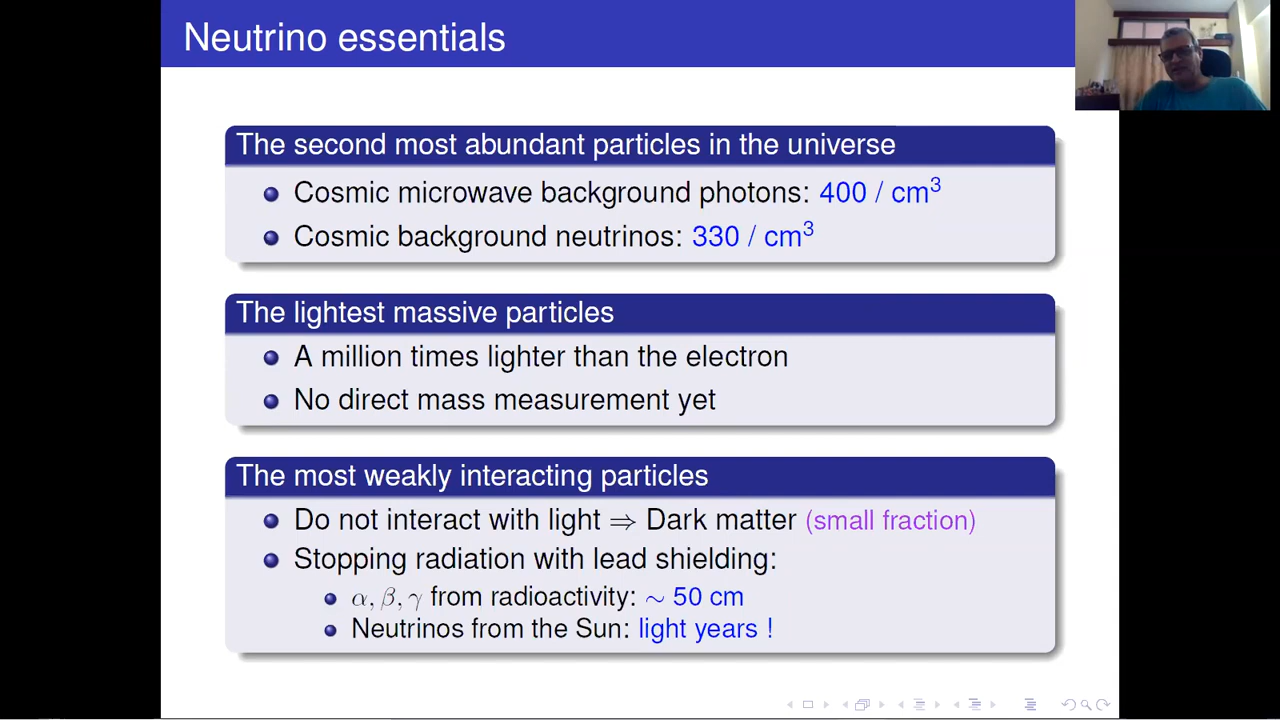 Neutrino essentials
The second most abundant particles in the universe
Cosmic microwave background photons: 400 / cm³
Cosmic background neutrinos: 330 / cm³
The lightest massive particles
A million times lighter than the electron
No direct mass measurement yet
The most weakly interacting particles
Do not interact with light ⇒ Dark matter (small fraction)
Stopping radiation with lead shielding:
α, β, γ from radioactivity: ∼ 50 cm
Neutrinos from the Sun: light years !